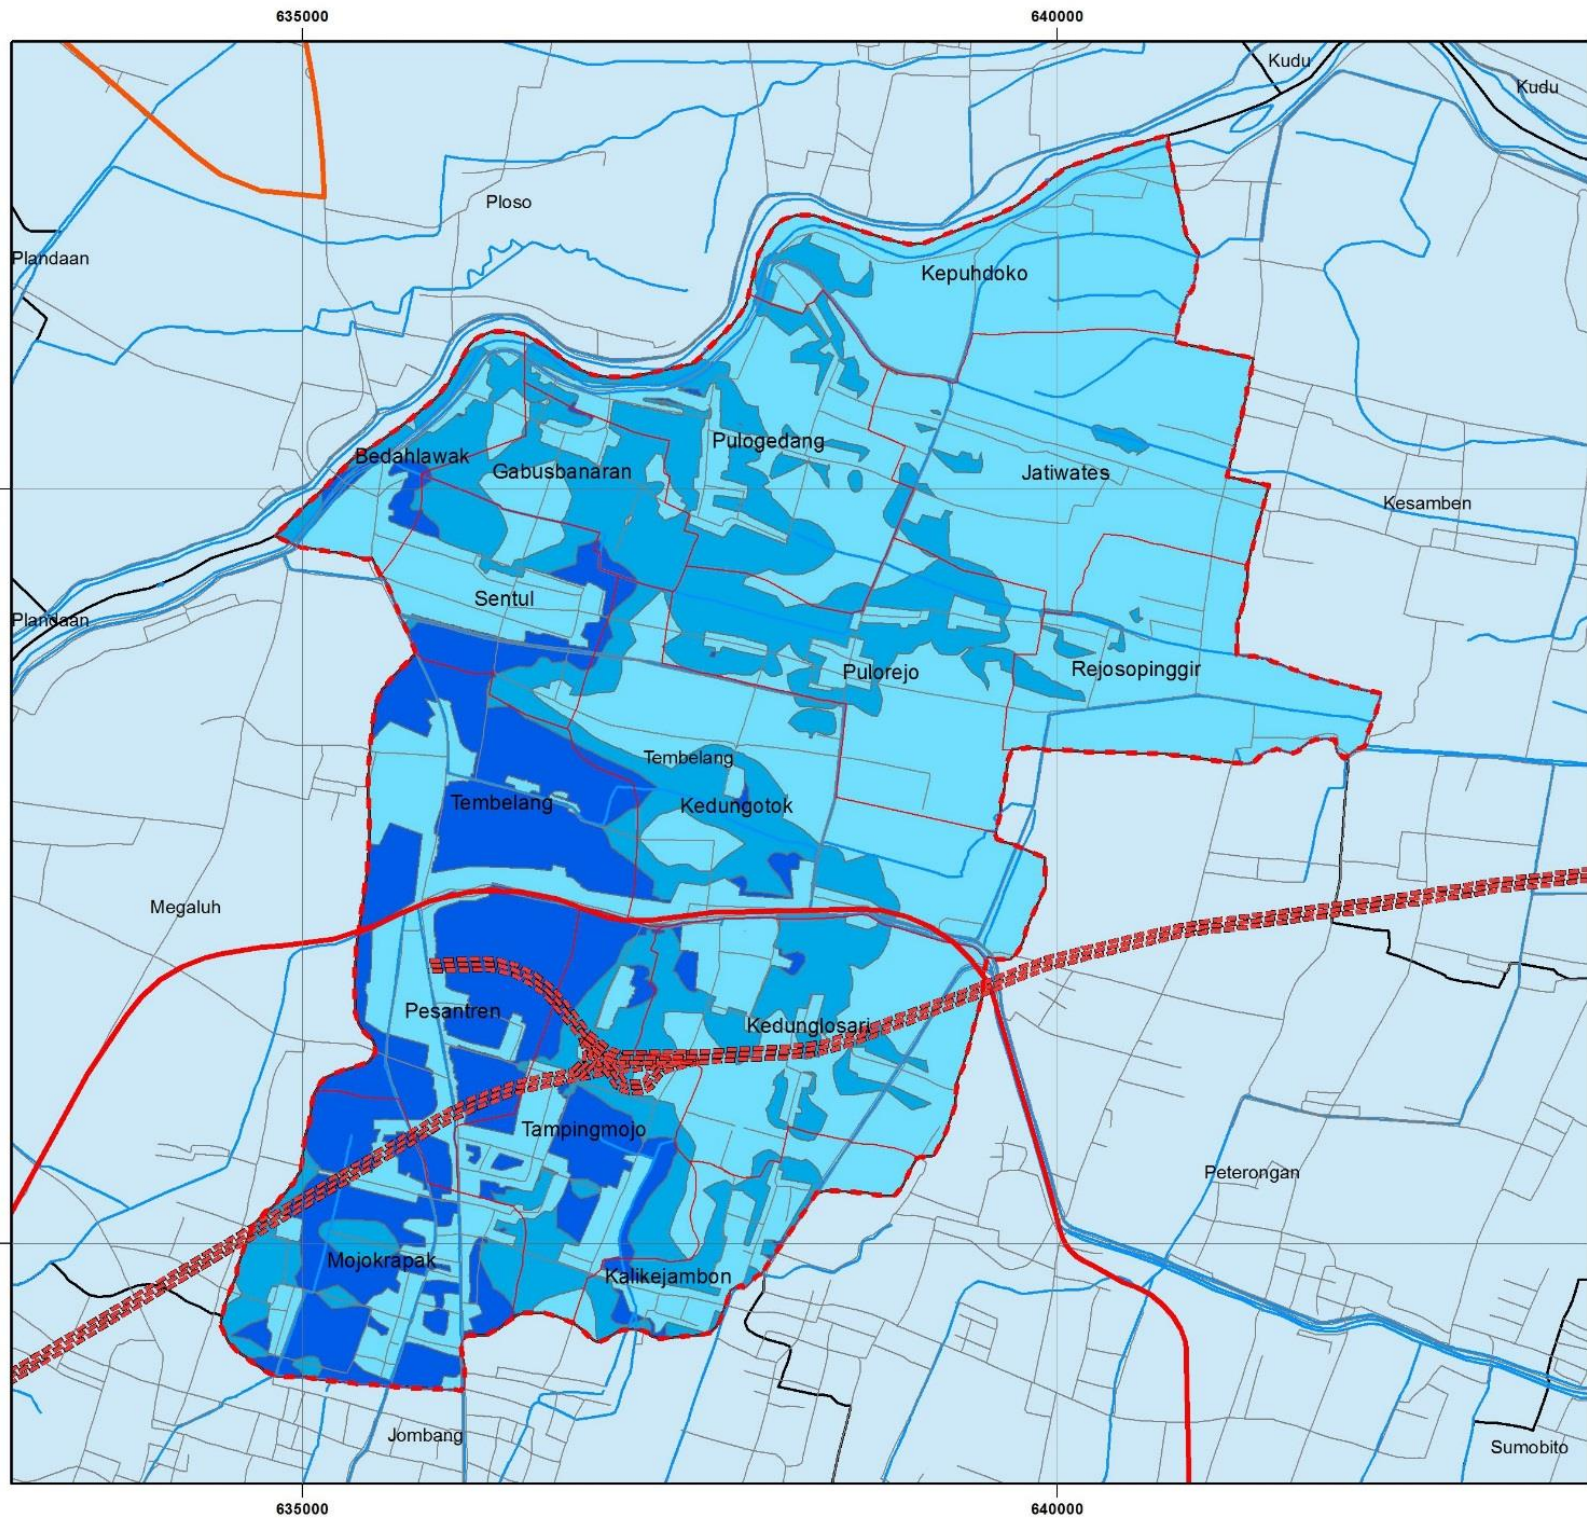 635000
640000
Kudu
Kudu
Ploso
Plandaan
Kepuhdoko
Pulogedang
Bedahlawak
Gabusbanaran
Jatiwates
Kesamben
Sentul
Plandaan
Pulorejo
Rejosopinggir
Tembelang
Tembelang
Kedungotok
Megaluh
Pesantren
Kedunglosari
Tampingmojo
Peterongan
Mojokrapak
Kalikejambon
Jombang
Sumobito
635000
640000